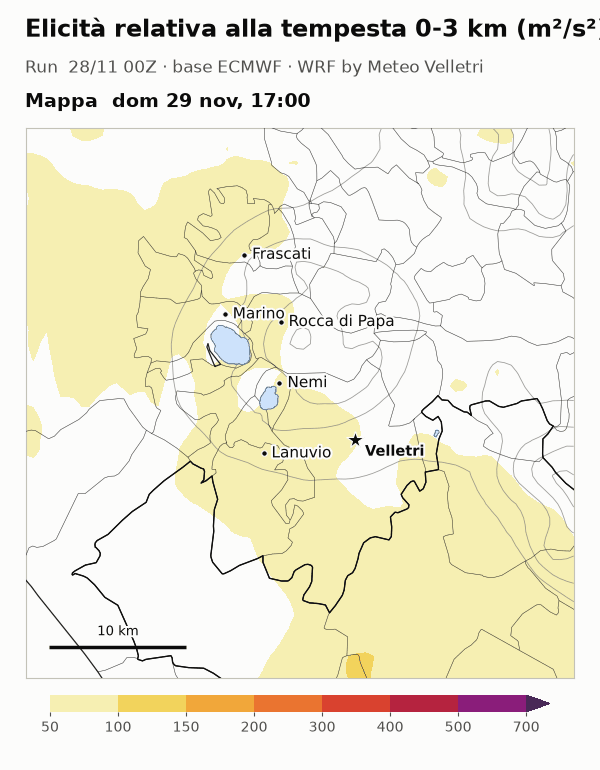 Elicità relativa alla tempesta 0-3 km (m²/s²)
Run  28/11 00Z · base ECMWF · WRF by Meteo Velletri
Mappa  dom 29 nov, 17:00
Frascati
Marino
Rocca di Papa
Nemi
Velletri
Lanuvio
10 km
50 100 150 200 300 400 500 700